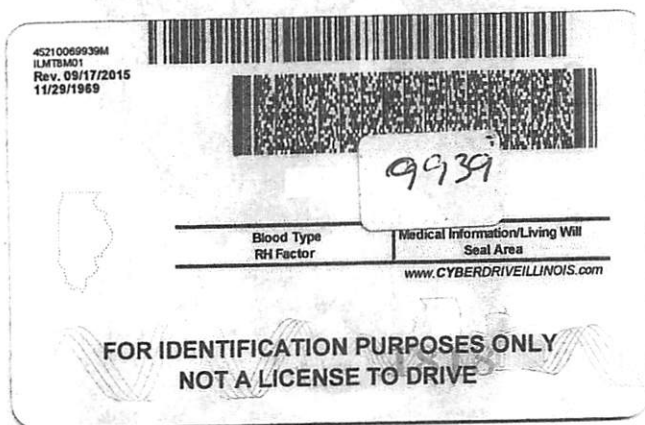 45210069939M
ILMTBM01
Rev. 09/17/2015
11/29/1969
9939
Blood Type
RH Factor
Medical Information/Living Will
Seal Area
www.CYBERDRIVEILLINOIS.com
FOR IDENTIFICATION PURPOSES ONLY
NOT A LICENSE TO DRIVE